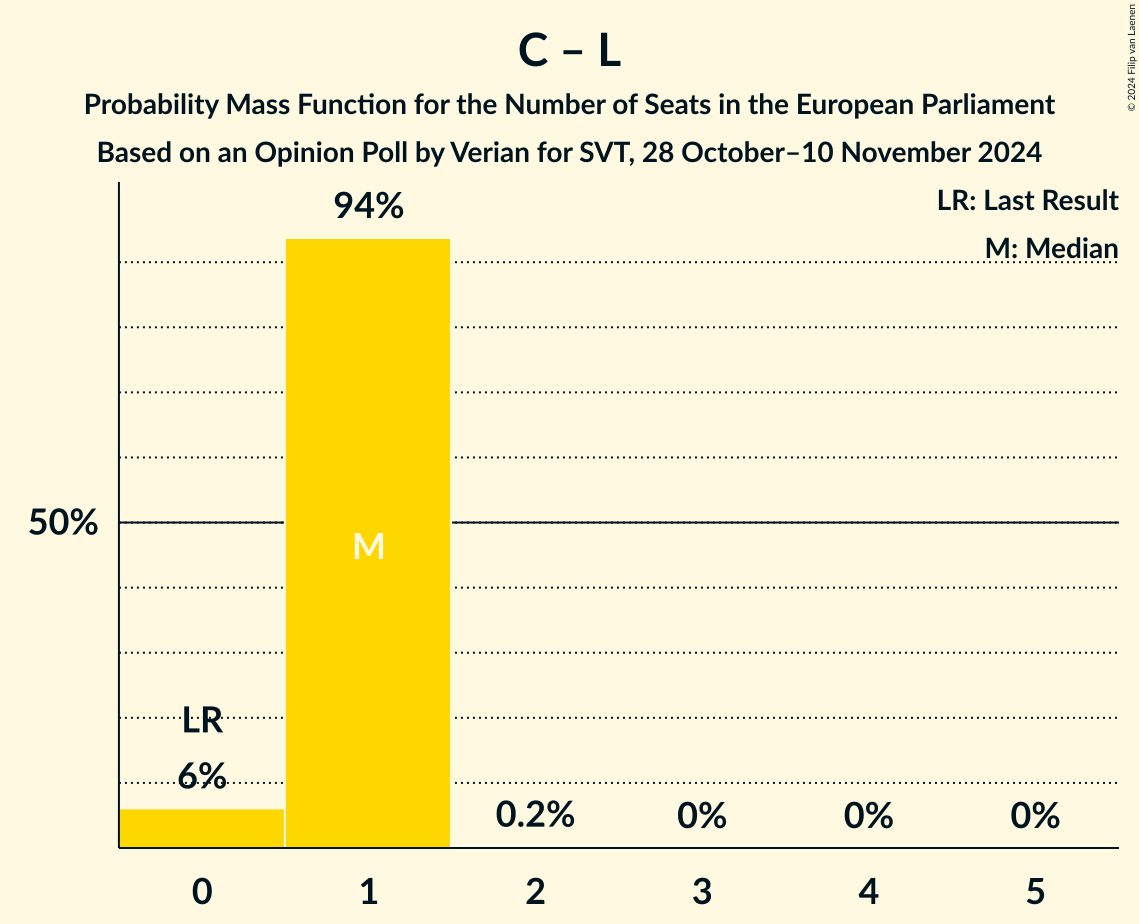 C – L
Probability Mass Function for the Number of Seats in the European Parliament
Based on an Opinion Poll by Verian for SVT, 28 October–10 November 2024
© 2024 Filip van Laenen
LR: Last Result
M: Median
94%
50%
M
LR
6%
0.2%
0%
0%
0%
0 1 2 3 4 5